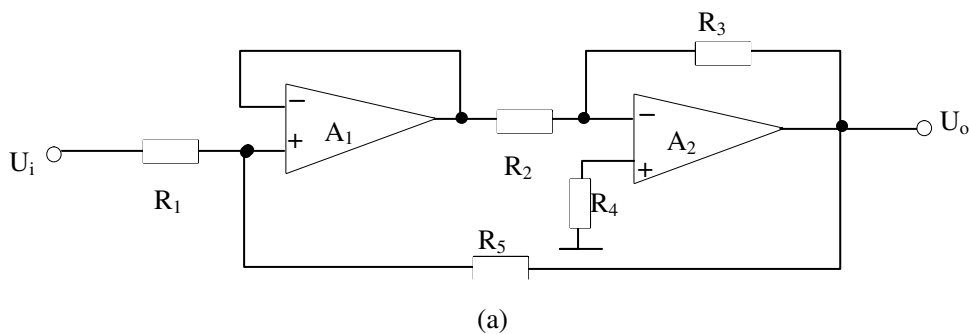 R3
−
A1
+
Ui
R1
R2
−
A2
+
Uo
R4
R5
(a)